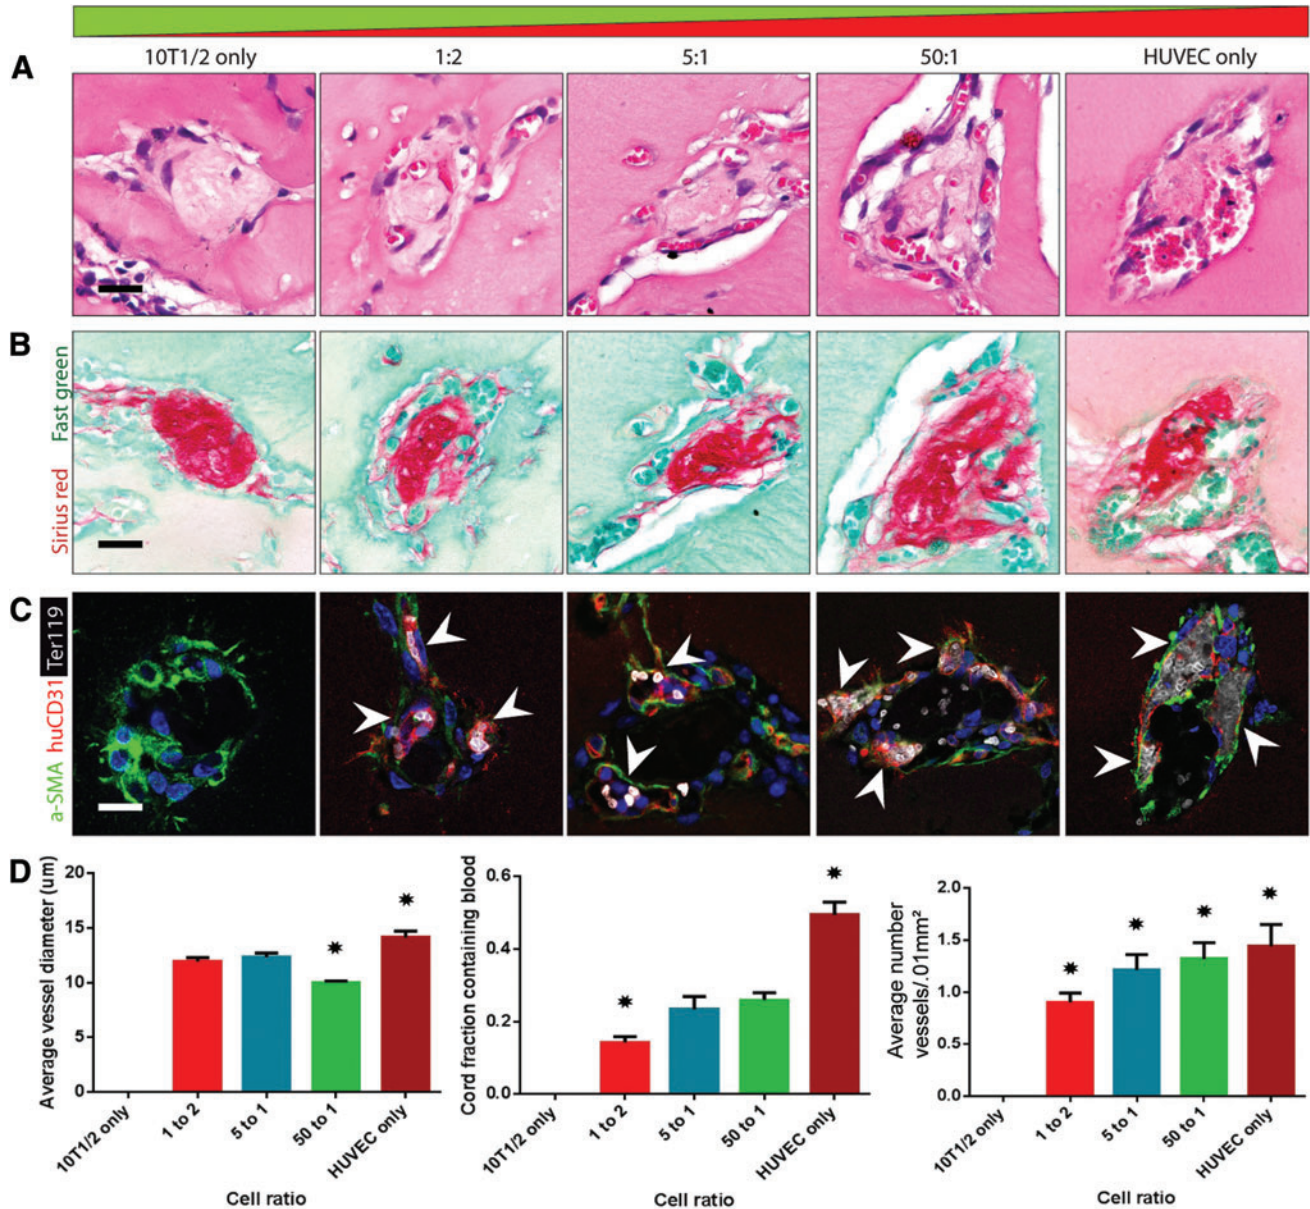 10T1/2 only 1:2 5:1 50:1 HUVEC only
A
B
Sirius red Fast green
C
a-SMA huCD31 Ter119
D
Average vessel diameter (um)
20
15
10
5
0
10T1/2 only
1 to 2
5 to 1
50 to 1
HUVEC only
Cell ratio
Cord fraction containing blood
0.6
0.4
0.2
0.0
10T1/2 only
1 to 2
5 to 1
50 to 1
HUVEC only
Cell ratio
Average number
vessels/.01mm²
2.0
1.5
1.0
0.5
0.0
10T1/2 only
1 to 2
5 to 1
50 to 1
HUVEC only
Cell ratio